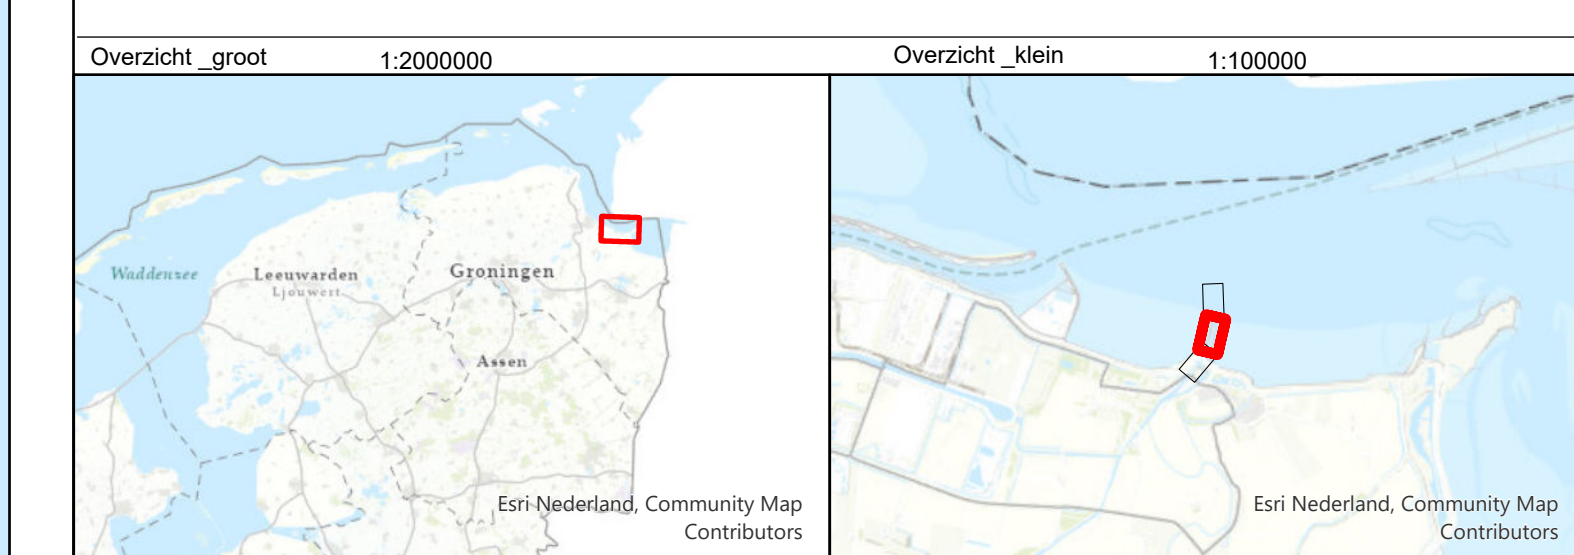 Overzicht _groot 1:2000000
Overzicht _klein 1:100000
Waddenzee
Leeuwarden
Ljouwert
Groningen
Assen
Esri Nederland, Community Map
Contributors
Esri Nederland, Community Map
Contributors